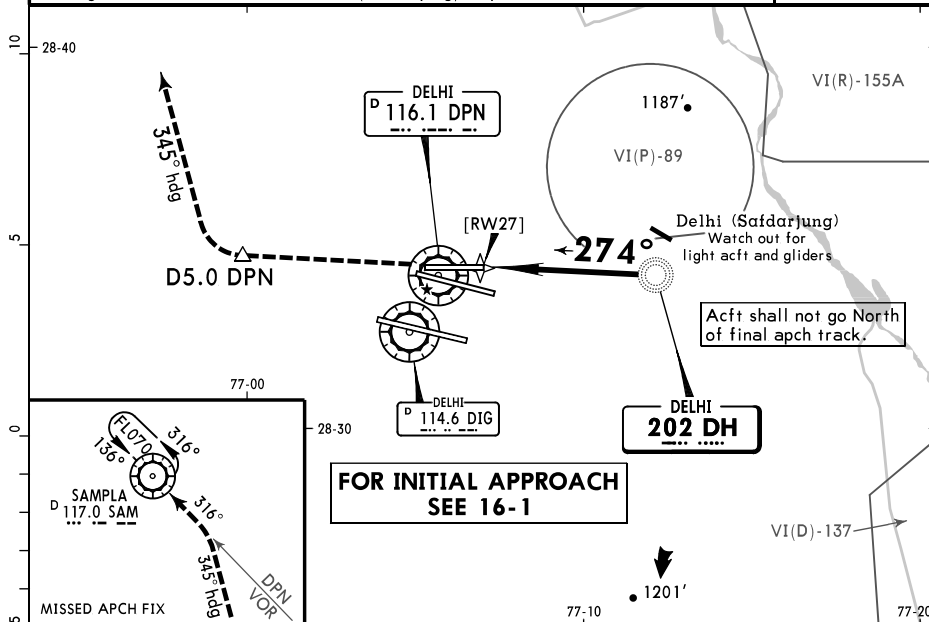 10
28-40
DELHI
D 116.1 DPN
1187'
VI(R)-155A
VI(P)-89
345° hdg
[RW27]
274°
Delhi (Safdarjung)
Watch out for
light acft and gliders
5
D5.0 DPN
Acft shall not go North
of final apch track.
77-00
DELHI
D 114.6 DIG
DELHI
202 DH
0
28-30
FL070
316°
136°
SAMPLA
D 117.0 SAM
316°
345° hdg
DPN
VOR
MISSED APCH FIX
FOR INITIAL APPROACH
SEE 16-1
VI(D)-137
1201'
5
77-10
77-20